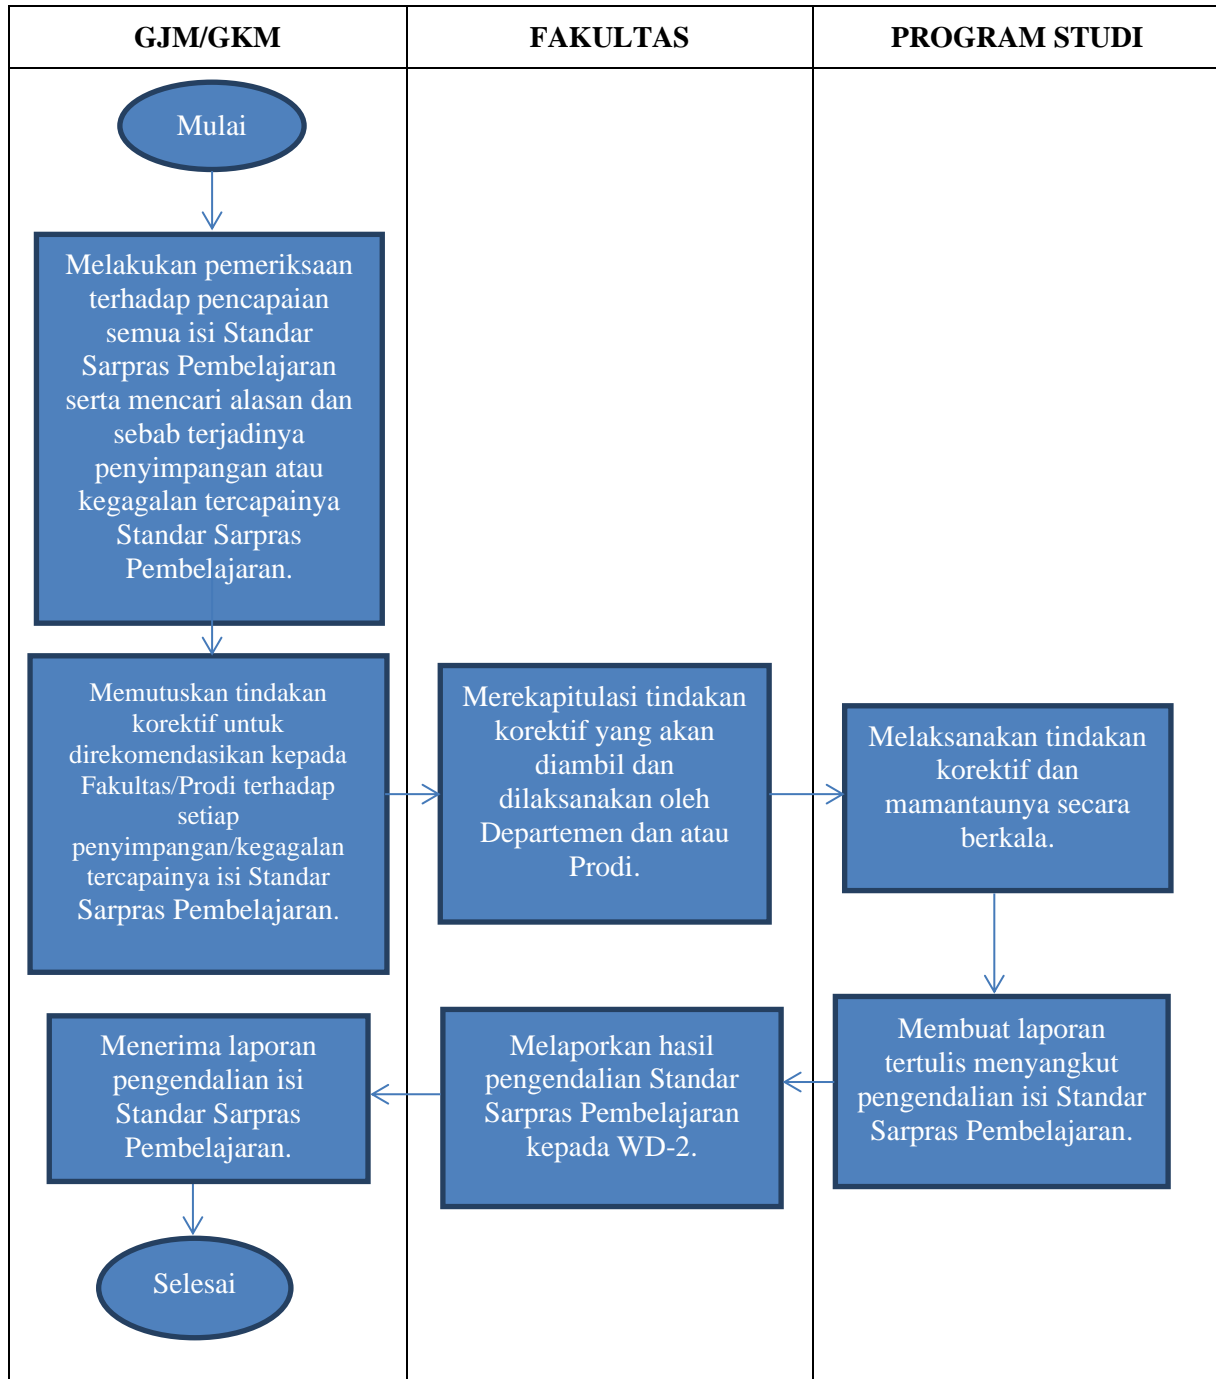 GJM/GKM
FAKULTAS
PROGRAM STUDI
Mulai
Melakukan pemeriksaan
terhadap pencapaian
semua isi Standar
Sarpras Pembelajaran
serta mencari alasan dan
sebab terjadinya
penyimpangan atau
kegagalan tercapainya
Standar Sarpras
Pembelajaran.
Memutuskan tindakan
korektif untuk
direkomendasikan kepada
Fakultas/Prodi terhadap
setiap
penyimpangan/kegagalan
tercapainya isi Standar
Sarpras Pembelajaran.
Merekapitulasi tindakan
korektif yang akan
diambil dan
dilaksanakan oleh
Departemen dan atau
Prodi.
Melaksanakan tindakan
korektif dan
mamantaunya secara
berkala.
Membuat laporan
tertulis menyangkut
pengendalian isi Standar
Sarpras Pembelajaran.
Melaporkan hasil
pengendalian Standar
Sarpras Pembelajaran
kepada WD-2.
Menerima laporan
pengendalian isi
Standar Sarpras
Pembelajaran.
Selesai